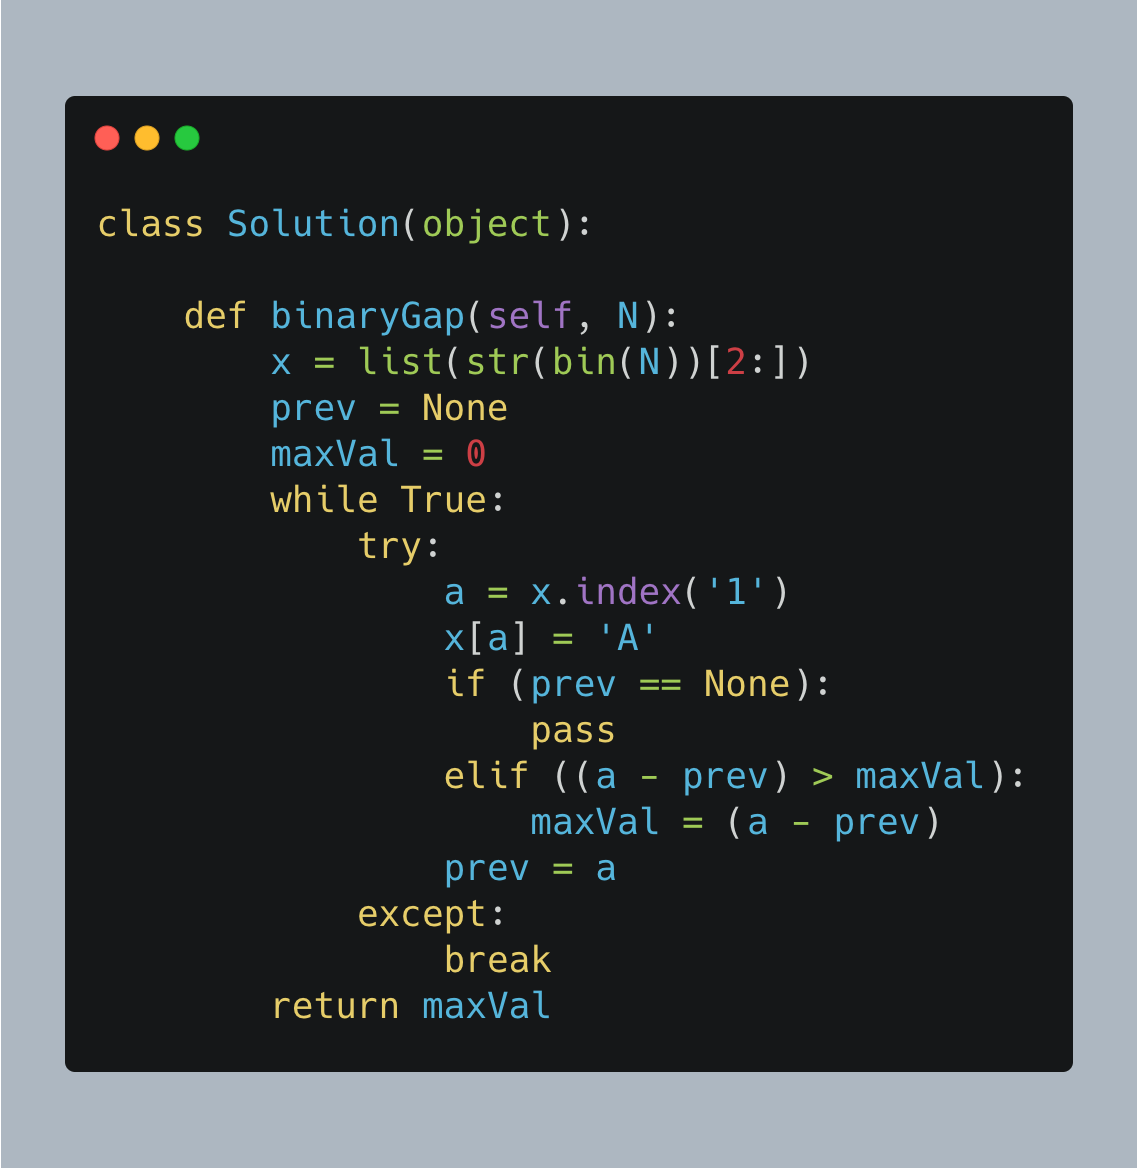 class Solution(object):

    def binaryGap(self, N):
        x = list(str(bin(N))[2:])
        prev = None
        maxVal = 0
        while True:
            try:
                a = x.index('1')
                x[a] = 'A'
                if (prev == None):
                    pass
                elif ((a - prev) > maxVal):
                    maxVal = (a - prev)
                prev = a
            except:
                break
        return maxVal